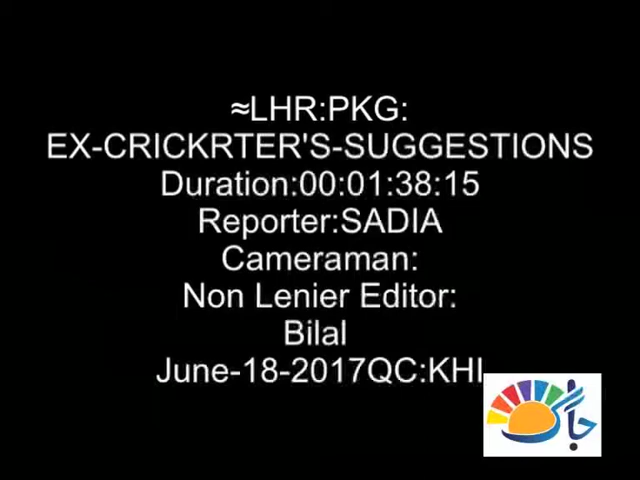 ≈LHR:PKG:
EX-CRICKRTER'S-SUGGESTIONS
Duration:00:01:38:15
Reporter:SADIA
Cameraman:
Non Lenier Editor:
Bilal
June-18-2017QC:KHI
جاگ